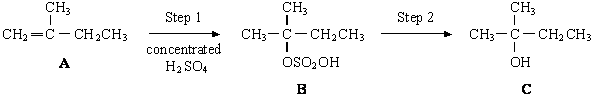 CH₃ CH₃ CH₃
Step 1 Step 2
CH₂═C─CH₂CH₃ CH₃─C─CH₂CH₃ CH₃─C─CH₂CH₃
concentrated
H₂SO₄
OSO₂OH OH
A B C